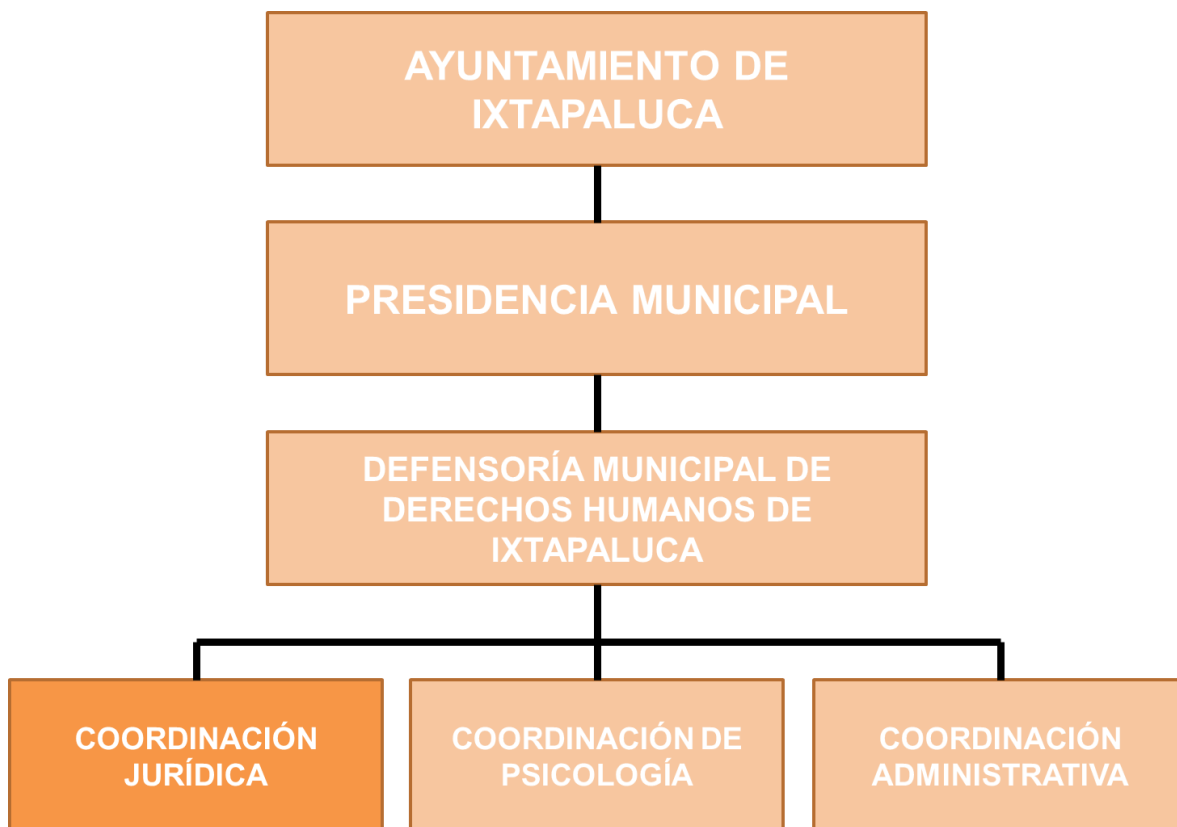 AYUNTAMIENTO DE
IXTAPALUCA
PRESIDENCIA MUNICIPAL
DEFENSORÍA MUNICIPAL DE
DERECHOS HUMANOS DE
IXTAPALUCA
COORDINACIÓN
JURÍDICA
COORDINACIÓN DE
PSICOLOGÍA
COORDINACIÓN
ADMINISTRATIVA